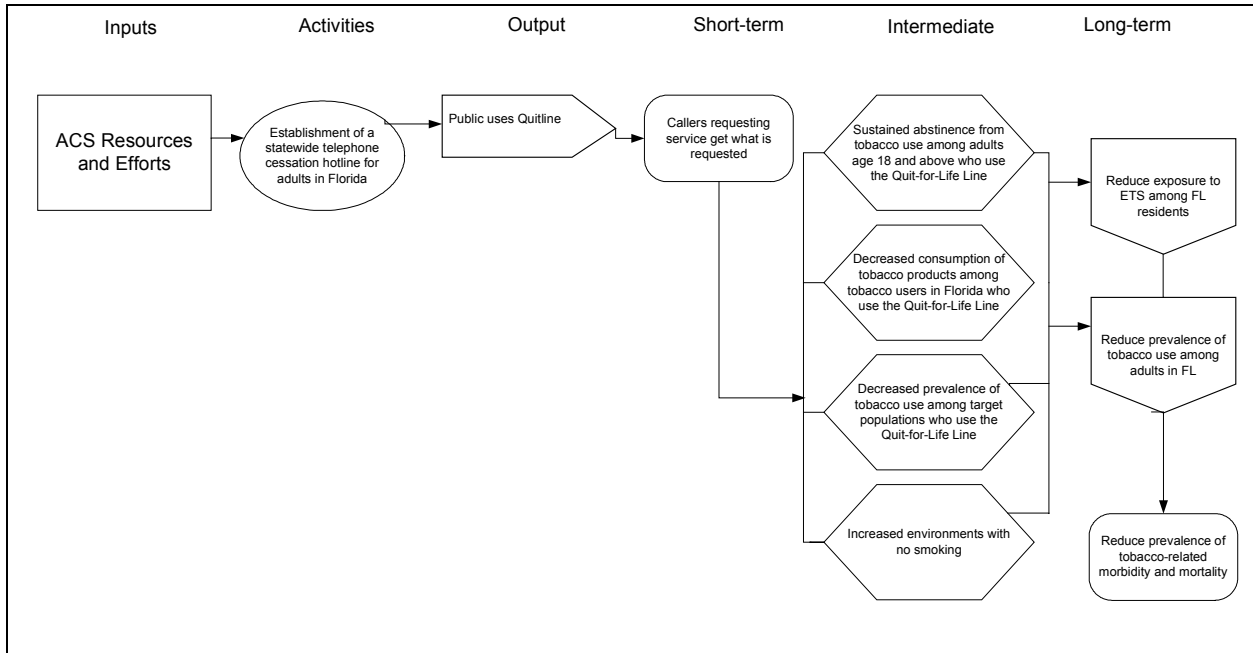 Inputs
Activities
Output
Short-term
Intermediate
Long-term
ACS Resources
and Efforts
Establishment of a
statewide telephone
cessation hotline for
adults in Florida
Public uses Quitline
Callers requesting
service get what is
requested
Sustained abstinence from
tobacco use among adults
age 18 and above who use
the Quit-for-Life Line
Decreased consumption of
tobacco products among
tobacco users in Florida who
use the Quit-for-Life Line
Decreased prevalence of
tobacco use among target
populations who use the
Quit-for-Life Line
Increased environments with
no smoking
Reduce exposure to
ETS among FL
residents
Reduce prevalence of
tobacco use among
adults in FL
Reduce prevalence of
tobacco-related
morbidity and mortality